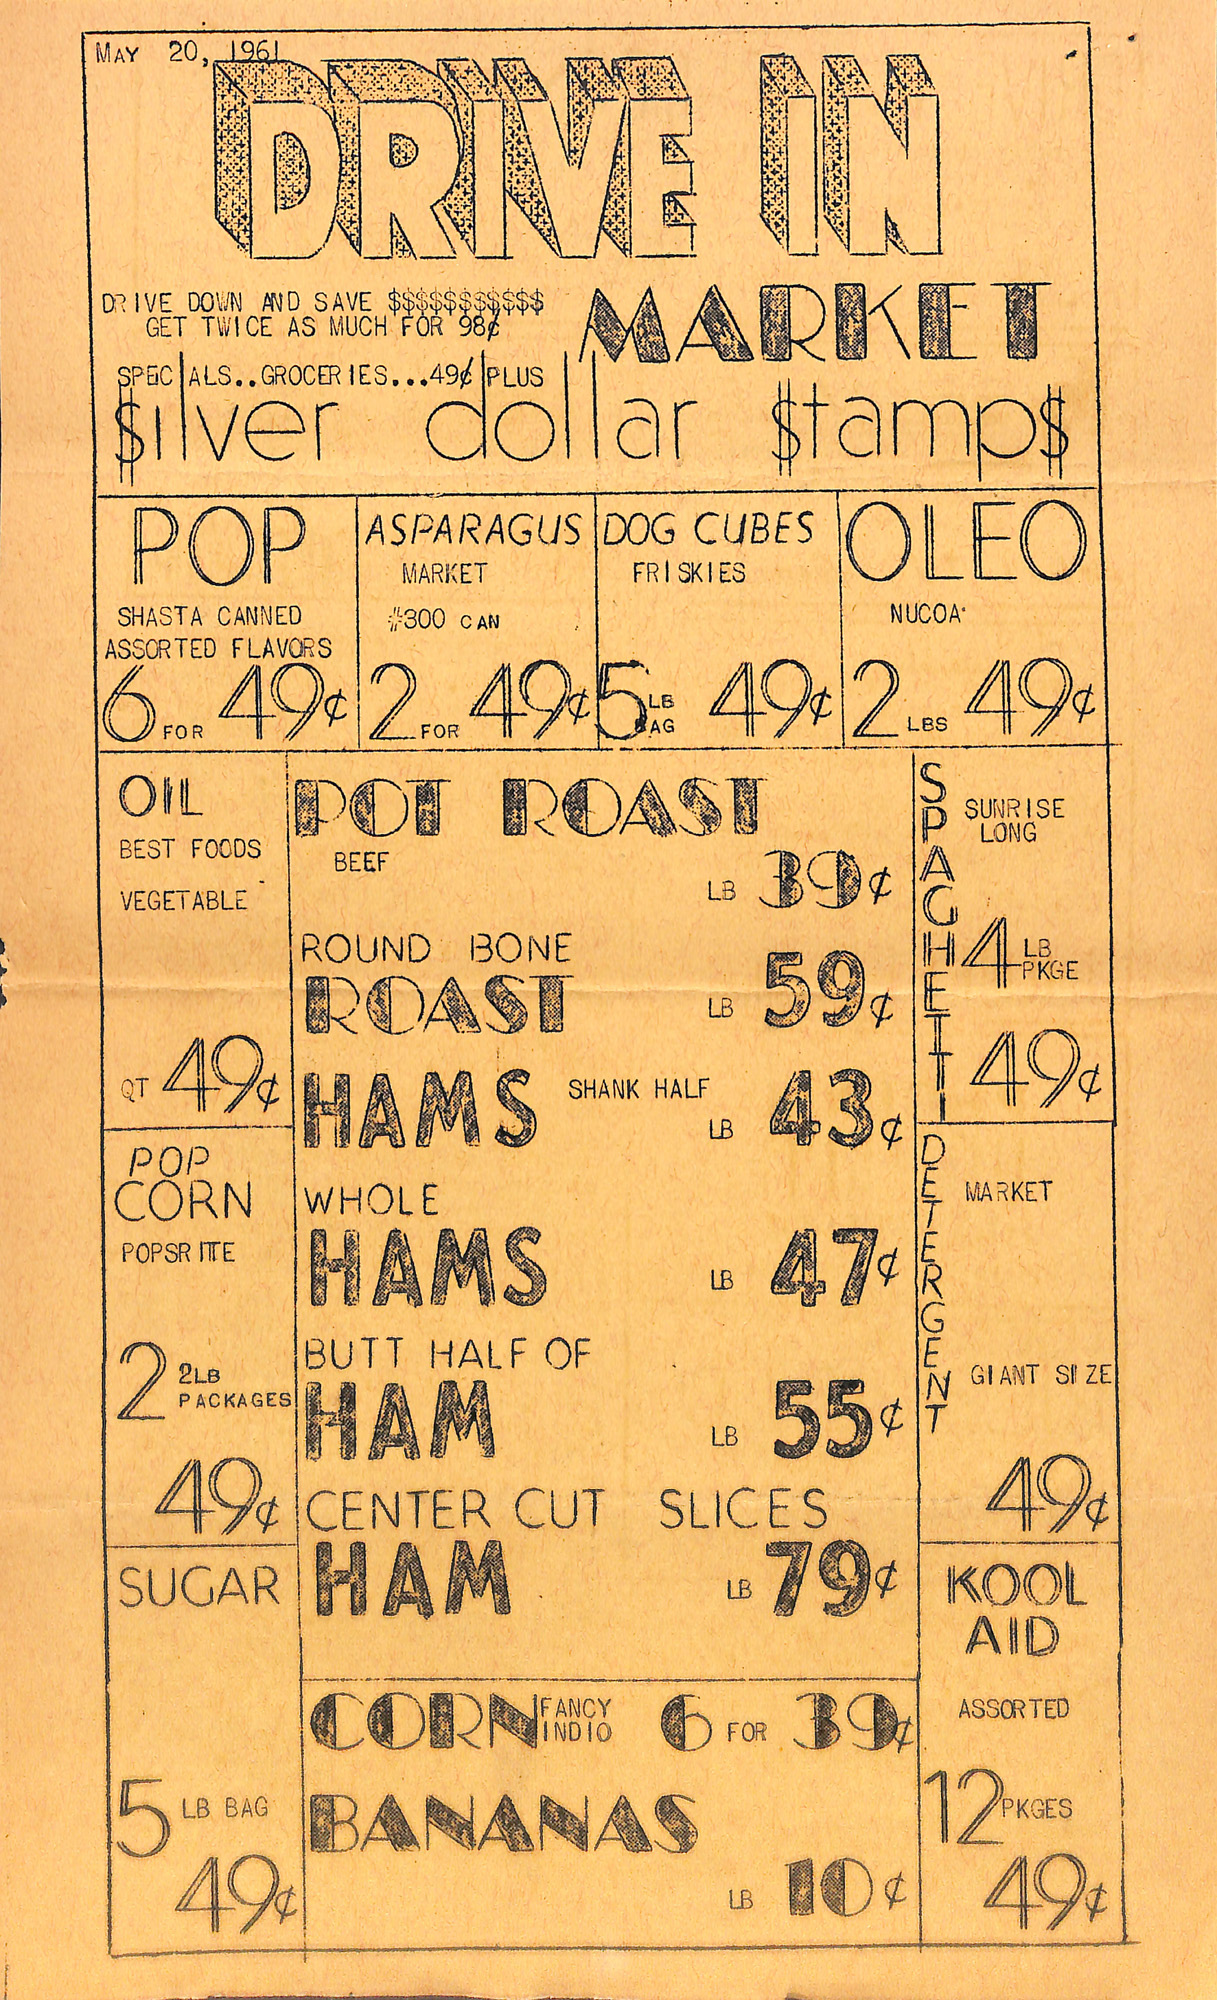 MAY 20, 1961
DRIVE IN
MARKET
DRIVE DOWN AND SAVE $$$$$$$$$$$
GET TWICE AS MUCH FOR 98¢
SPECIALS..GROCERIES...49¢ PLUS
$ilver dollar $tamp$
POP
SHASTA CANNED
ASSORTED FLAVORS
6 FOR 49¢
ASPARAGUS
MARKET
#300 CAN
2 FOR 49¢
DOG CUBES
FRISKIES
5 LB BAG 49¢
OLEO
NUCOA
2 LBS 49¢
OIL
BEST FOODS
VEGETABLE
QT 49¢
POP
CORN
POPSRITE
2 2LB
PACKAGES
49¢
SUGAR
5 LB BAG
49¢
POT ROAST
BEEF
LB 39¢
ROUND BONE
ROAST LB 59¢
HAMS SHANK HALF LB 43¢
WHOLE
HAMS LB 47¢
BUTT HALF OF
HAM LB 55¢
CENTER CUT SLICES
HAM LB 79¢
CORN FANCY INDIO 6 FOR 39¢
BANANAS
LB 10¢
SPAGHETTI
SUNRISE
LONG
4 LB
PKGE
49¢
DETERGENT
MARKET
GIANT SIZE
49¢
KOOL
AID
ASSORTED
12 PKGES
49¢